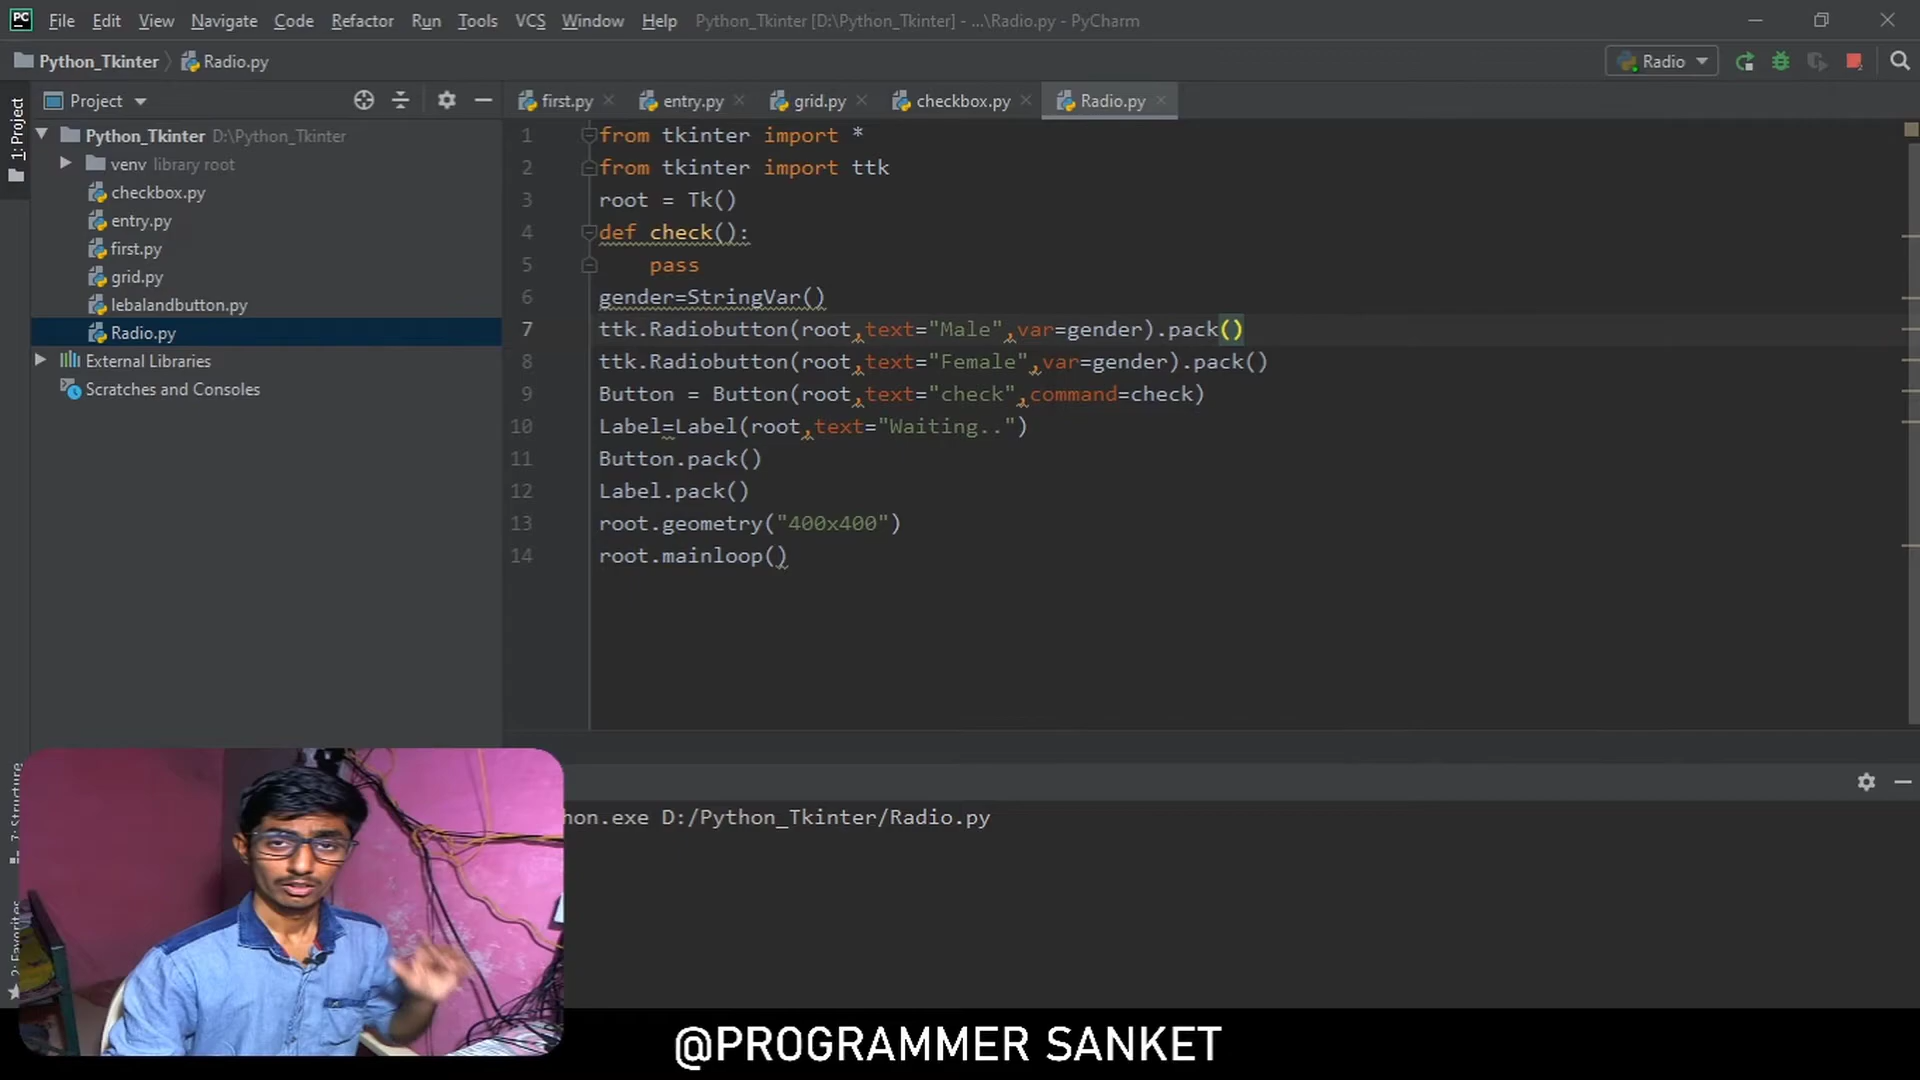 PC File Edit View Navigate Code Refactor Run Tools VCS Window Help Python_Tkinter [D:\Python_Tkinter] - ...\Radio.py - PyCharm
Python_Tkinter Radio.py Radio
Project first.py entry.py grid.py checkbox.py Radio.py
1: Project
Python_Tkinter D:\Python_Tkinter
venv library root
checkbox.py
entry.py
first.py
grid.py
lebalandbutton.py
Radio.py
External Libraries
Scratches and Consoles
1 from tkinter import *
2 from tkinter import ttk
3 root = Tk()
4 def check():
5 pass
6 gender=StringVar()
7 ttk.Radiobutton(root,text="Male",var=gender).pack()
8 ttk.Radiobutton(root,text="Female",var=gender).pack()
9 Button = Button(root,text="check",command=check)
10 Label=Label(root,text="Waiting..")
11 Button.pack()
12 Label.pack()
13 root.geometry("400x400")
14 root.mainloop()
hon.exe D:/Python_Tkinter/Radio.py
@PROGRAMMER SANKET